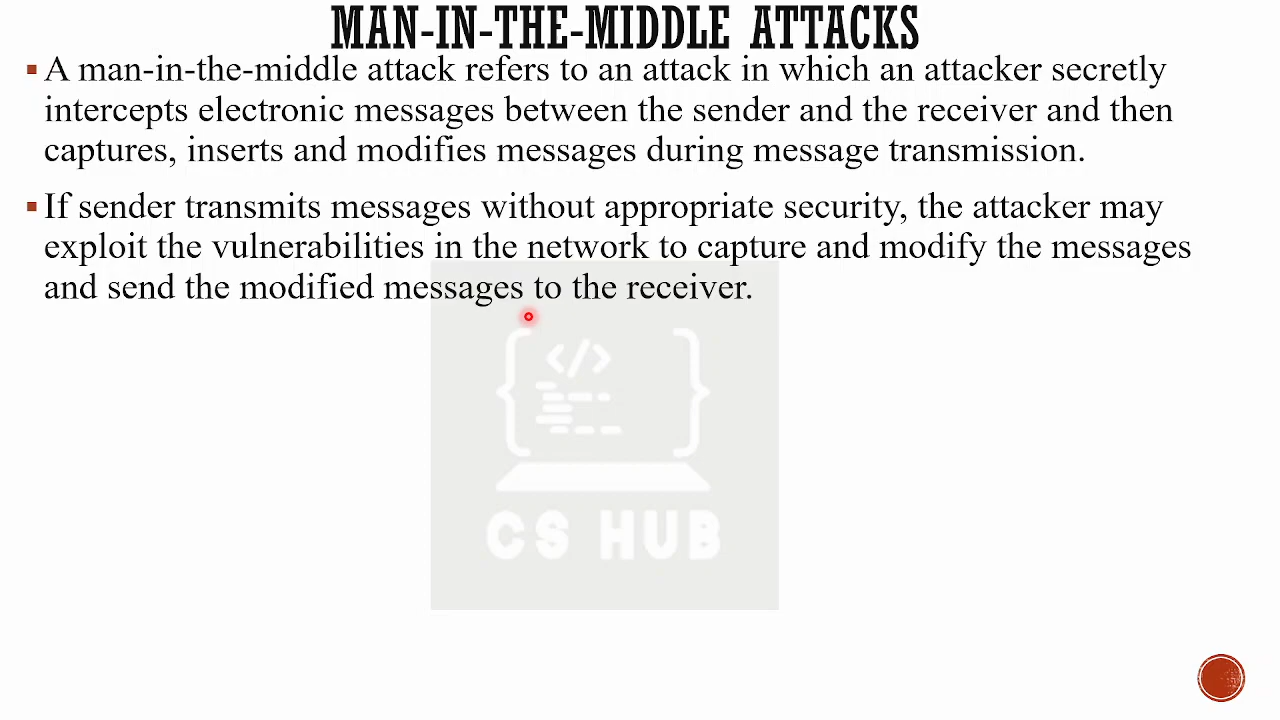 MAN-IN-THE-MIDDLE ATTACKS
A man-in-the-middle attack refers to an attack in which an attacker secretly
intercepts electronic messages between the sender and the receiver and then
captures, inserts and modifies messages during message transmission.
If sender transmits messages without appropriate security, the attacker may
exploit the vulnerabilities in the network to capture and modify the messages
and send the modified messages to the receiver.
</>
CS HUB